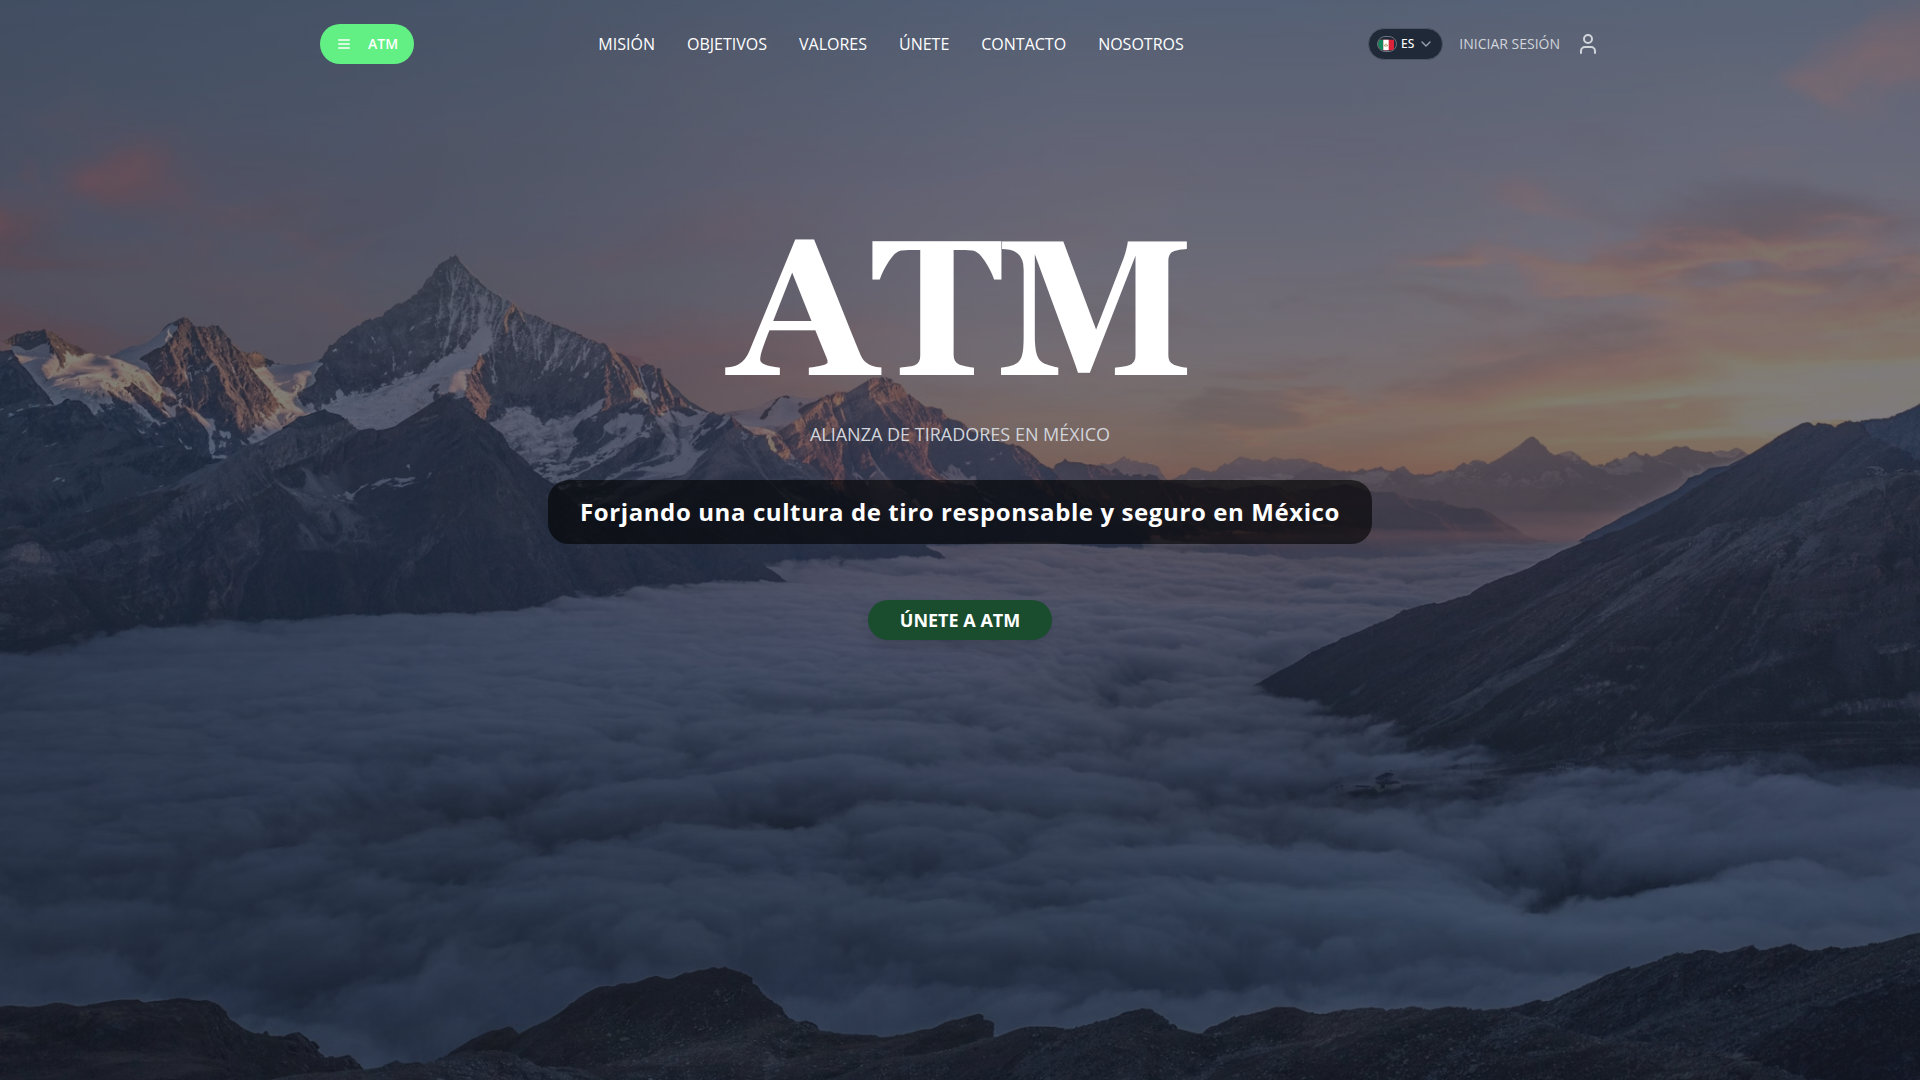 ATM
MISIÓN
OBJETIVOS
VALORES
ÚNETE
CONTACTO
NOSOTROS
ES
INICIAR SESIÓN
ATM
ALIANZA DE TIRADORES EN MÉXICO
Forjando una cultura de tiro responsable y seguro en México
ÚNETE A ATM